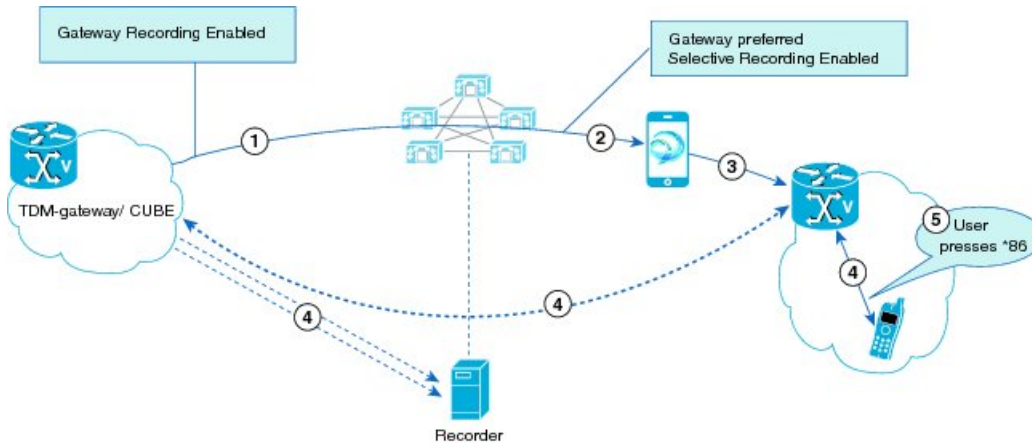 Gateway Recording Enabled
Gateway preferred
Selective Recording Enabled
1
2
3
V
TDM-gateway/ CUBE
V
5
User
presses *86
4
4
4
Recorder